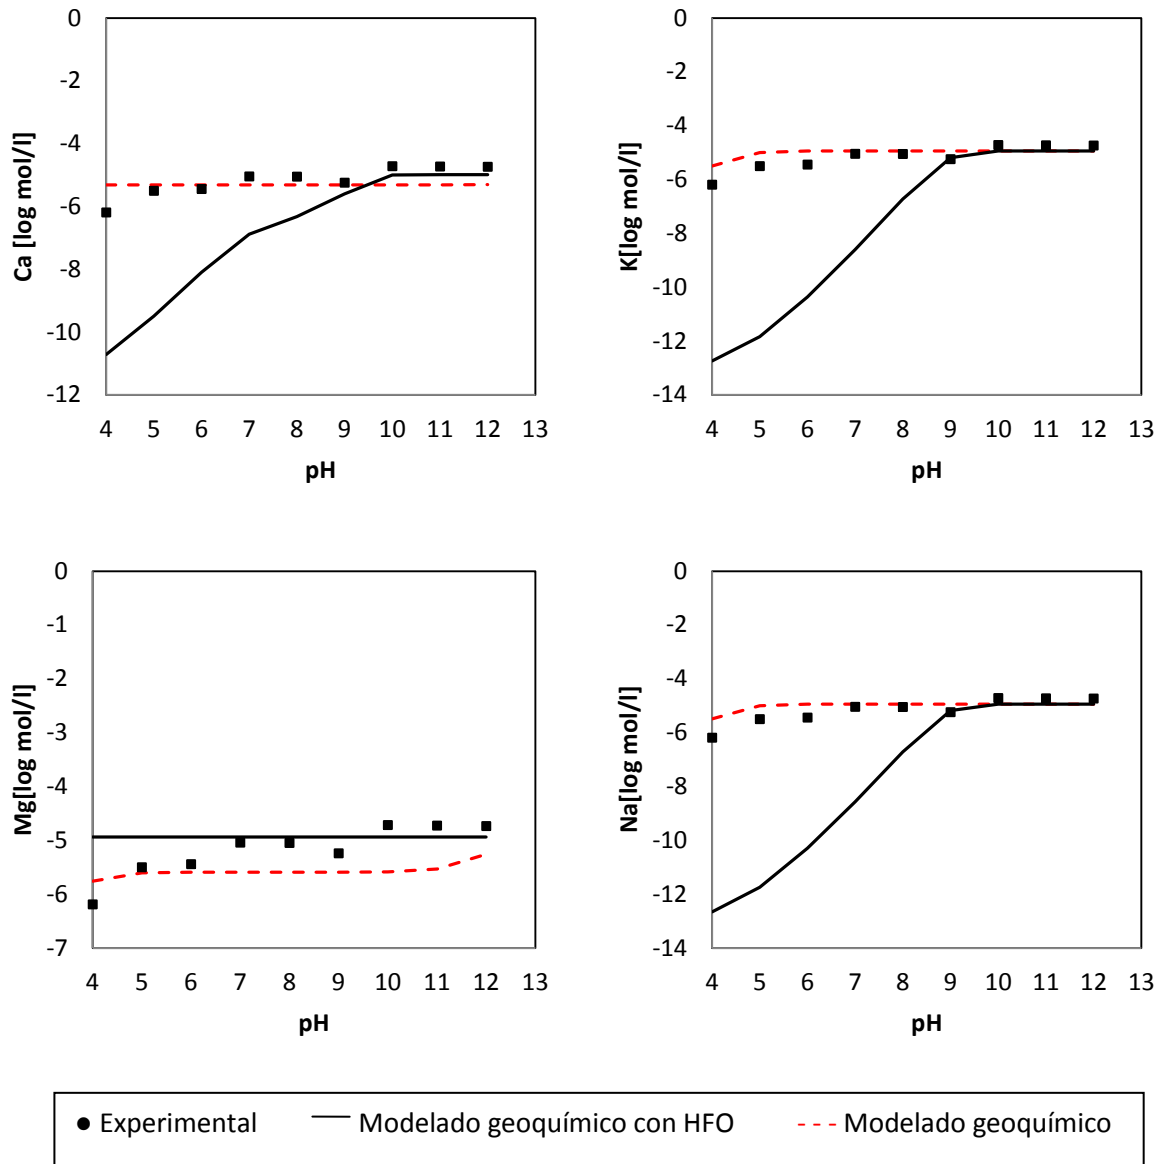 0
-2
-4
-6
-8
-10
-12
Ca [log mol/l]
4 5 6 7 8 9 10 11 12 13
pH
0
-2
-4
-6
-8
-10
-12
-14
K[log mol/l]
4 5 6 7 8 9 10 11 12 13
pH
0
-1
-2
-3
-4
-5
-6
-7
Mg[log mol/l]
4 5 6 7 8 9 10 11 12 13
pH
0
-2
-4
-6
-8
-10
-12
-14
Na[log mol/l]
4 5 6 7 8 9 10 11 12 13
pH
Experimental Modelado geoquímico con HFO Modelado geoquímico